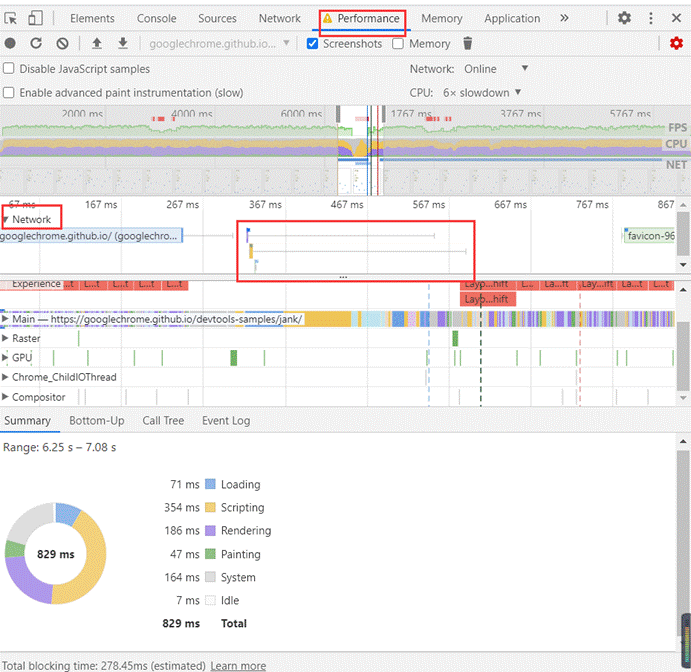 Elements Console Sources Network Performance Memory Application »
googlechrome.github.io... Screenshots Memory
Disable JavaScript samples Network: Online
Enable advanced paint instrumentation (slow) CPU: 6× slowdown
2000 ms 4000 ms 6000 ms 1767 ms 3767 ms 5767 ms
FPS
CPU
NET
67 ms 167 ms 267 ms 367 ms 467 ms 567 ms 667 ms 767 ms 867
Network
googlechrome.github.io/ (googlechro... favicon-96
...
Experience ...t L...t L...t L...t Layo...hift L... La...ft Lay...ft La...t L...t
Layo...hift
Main — https://googlechrome.github.io/devtools-samples/jank/
Raster
GPU
Chrome_ChildIOThread
Compositor
Summary Bottom-Up Call Tree Event Log
Range: 6.25 s – 7.08 s
71 ms Loading
354 ms Scripting
186 ms Rendering
829 ms
47 ms Painting
164 ms System
7 ms Idle
829 ms Total
Total blocking time: 278.45ms (estimated) Learn more